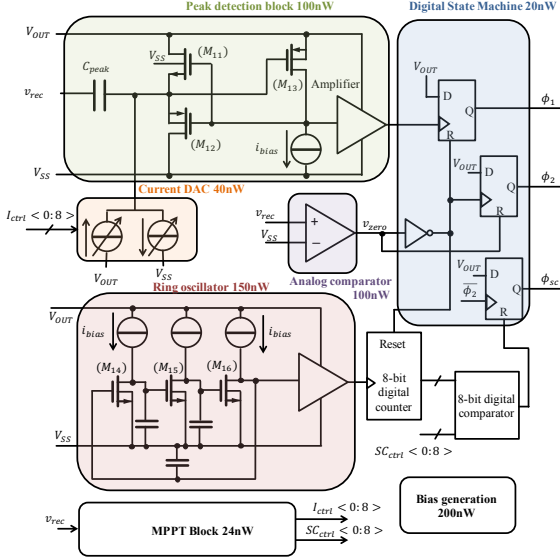 Peak detection block 100nW
Digital State Machine 20nW
V_OUT
C_peak
V_SS
(M_11)
(M_13)
Amplifier
v_rec
(M_12)
i_bias
V_SS
V_OUT
D
Q
R
ϕ_1
V_OUT
D
Q
R
ϕ_2
V_OUT
D
\overline{ϕ_2}
Q
R
ϕ_sc
Current DAC 40nW
I_ctrl < 0:8 >
V_OUT
V_SS
v_rec
V_SS
+
−
v_zero
Analog comparator
100nW
Ring oscillator 150nW
V_OUT
i_bias
i_bias
(M_14)
(M_15)
(M_16)
V_SS
Reset
8-bit
digital
counter
8-bit digital
comparator
SC_ctrl < 0:8 >
v_rec
MPPT Block 24nW
I_ctrl < 0:8 >
SC_ctrl < 0:8 >
Bias generation
200nW